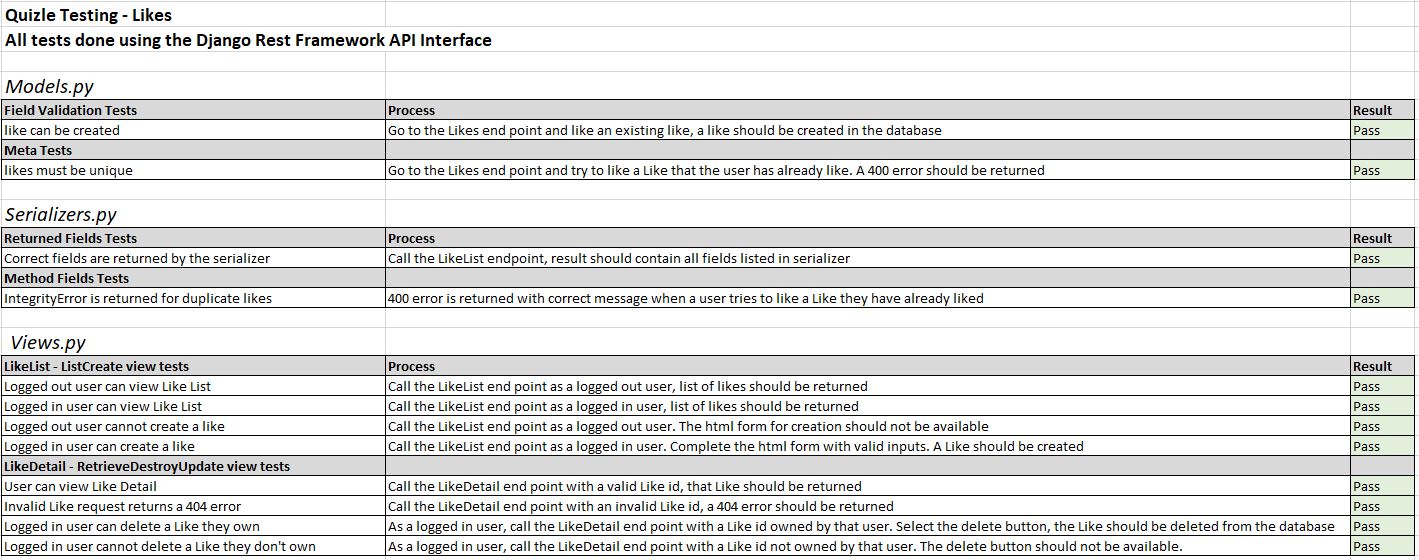 Quizle Testing - Likes
All tests done using the Django Rest Framework API Interface
Models.py
Field Validation Tests Process Result
like can be created Go to the Likes end point and like an existing like, a like should be created in the database Pass
Meta Tests
likes must be unique Go to the Likes end point and try to like a Like that the user has already like. A 400 error should be returned Pass
Serializers.py
Returned Fields Tests Process Result
Correct fields are returned by the serializer Call the LikeList endpoint, result should contain all fields listed in serializer Pass
Method Fields Tests
IntegrityError is returned for duplicate likes 400 error is returned with correct message when a user tries to like a Like they have already liked Pass
Views.py
LikeList - ListCreate view tests Process Result
Logged out user can view Like List Call the LikeList end point as a logged out user, list of likes should be returned Pass
Logged in user can view Like List Call the LikeList end point as a logged in user, list of likes should be returned Pass
Logged out user cannot create a like Call the LikeList end point as a logged out user. The html form for creation should not be available Pass
Logged in user can create a like Call the LikeList end point as a logged in user. Complete the html form with valid inputs. A Like should be created Pass
LikeDetail - RetrieveDestroyUpdate view tests
User can view Like Detail Call the LikeDetail end point with a valid Like id, that Like should be returned Pass
Invalid Like request returns a 404 error Call the LikeDetail end point with an invalid Like id, a 404 error should be returned Pass
Logged in user can delete a Like they own As a logged in user, call the LikeDetail end point with a Like id owned by that user. Select the delete button, the Like should be deleted from the database Pass
Logged in user cannot delete a Like they don't own As a logged in user, call the LikeDetail end point with a Like id not owned by that user. The delete button should not be available. Pass